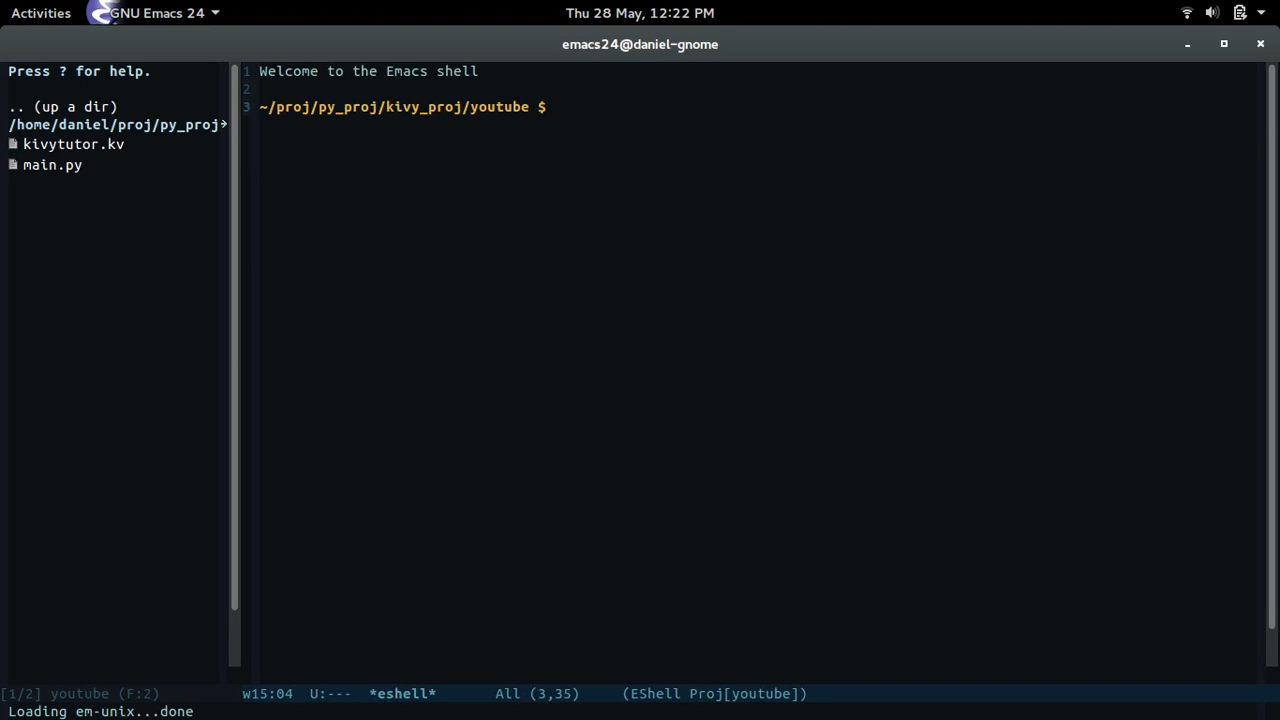 Activities GNU Emacs 24 Thu 28 May, 12:22 PM
emacs24@daniel-gnome
Press ? for help.
.. (up a dir)
/home/daniel/proj/py_proj
kivytutor.kv
main.py
1 Welcome to the Emacs shell
2
3 ~/proj/py_proj/kivy_proj/youtube $
[1/2] youtube (F:2)
w15:04 U:--- *eshell* All (3,35) (EShell Proj[youtube])
Loading em-unix...done